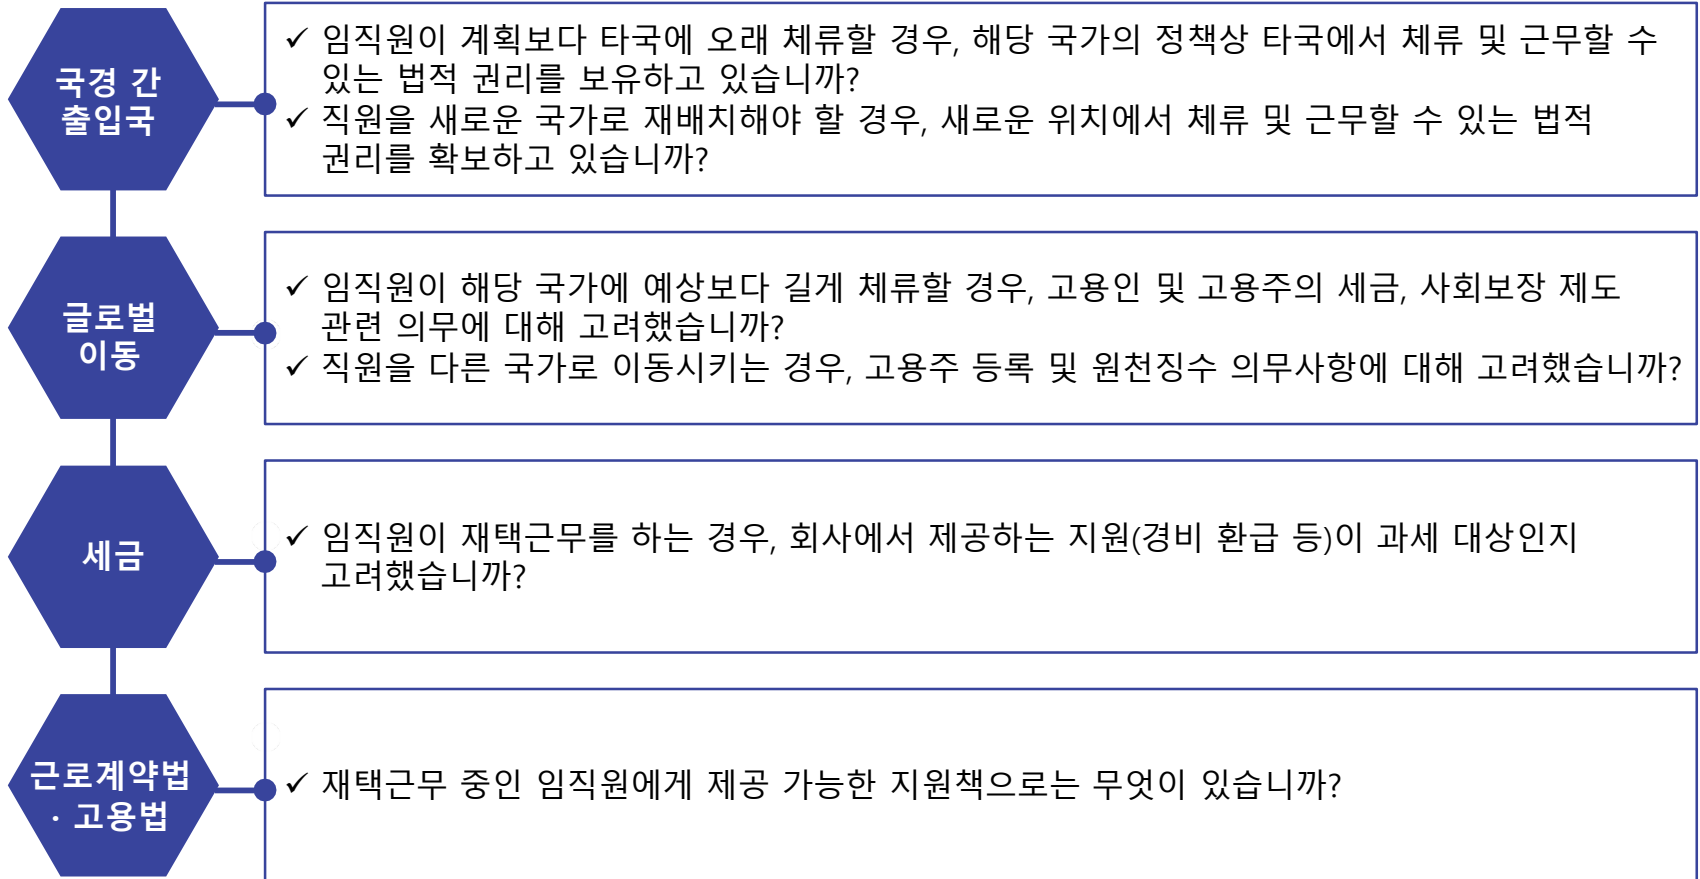 국경 간
출입국
✓ 임직원이 계획보다 타국에 오래 체류할 경우, 해당 국가의 정책상 타국에서 체류 및 근무할 수
있는 법적 권리를 보유하고 있습니까?
✓ 직원을 새로운 국가로 재배치해야 할 경우, 새로운 위치에서 체류 및 근무할 수 있는 법적
권리를 확보하고 있습니까?
글로벌
이동
✓ 임직원이 해당 국가에 예상보다 길게 체류할 경우, 고용인 및 고용주의 세금, 사회보장 제도
관련 의무에 대해 고려했습니까?
✓ 직원을 다른 국가로 이동시키는 경우, 고용주 등록 및 원천징수 의무사항에 대해 고려했습니까?
세금
✓ 임직원이 재택근무를 하는 경우, 회사에서 제공하는 지원(경비 환급 등)이 과세 대상인지
고려했습니까?
근로계약법
· 고용법
✓ 재택근무 중인 임직원에게 제공 가능한 지원책으로는 무엇이 있습니까?